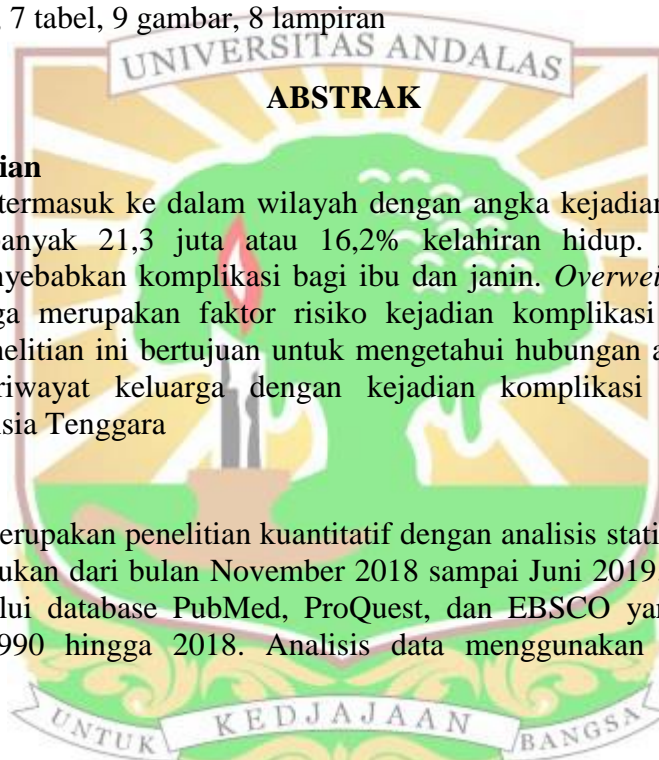 , 7 tabel, 9 gambar, 8 lampiran
UNIVERSITAS ANDALAS
ABSTRAK
ian
termasuk ke dalam wilayah dengan angka kejadian
banyak 21,3 juta atau 16,2% kelahiran hidup.
nyebabkan komplikasi bagi ibu dan janin. Overwei
ga merupakan faktor risiko kejadian komplikasi
nelitian ini bertujuan untuk mengetahui hubungan a
riwayat keluarga dengan kejadian komplikasi
sia Tenggara
erupakan penelitian kuantitatif dengan analisis stati
ukan dari bulan November 2018 sampai Juni 2019
lui database PubMed, ProQuest, dan EBSCO yan
990 hingga 2018. Analisis data menggunakan
UNTUK KEDJAJAAN BANGSA